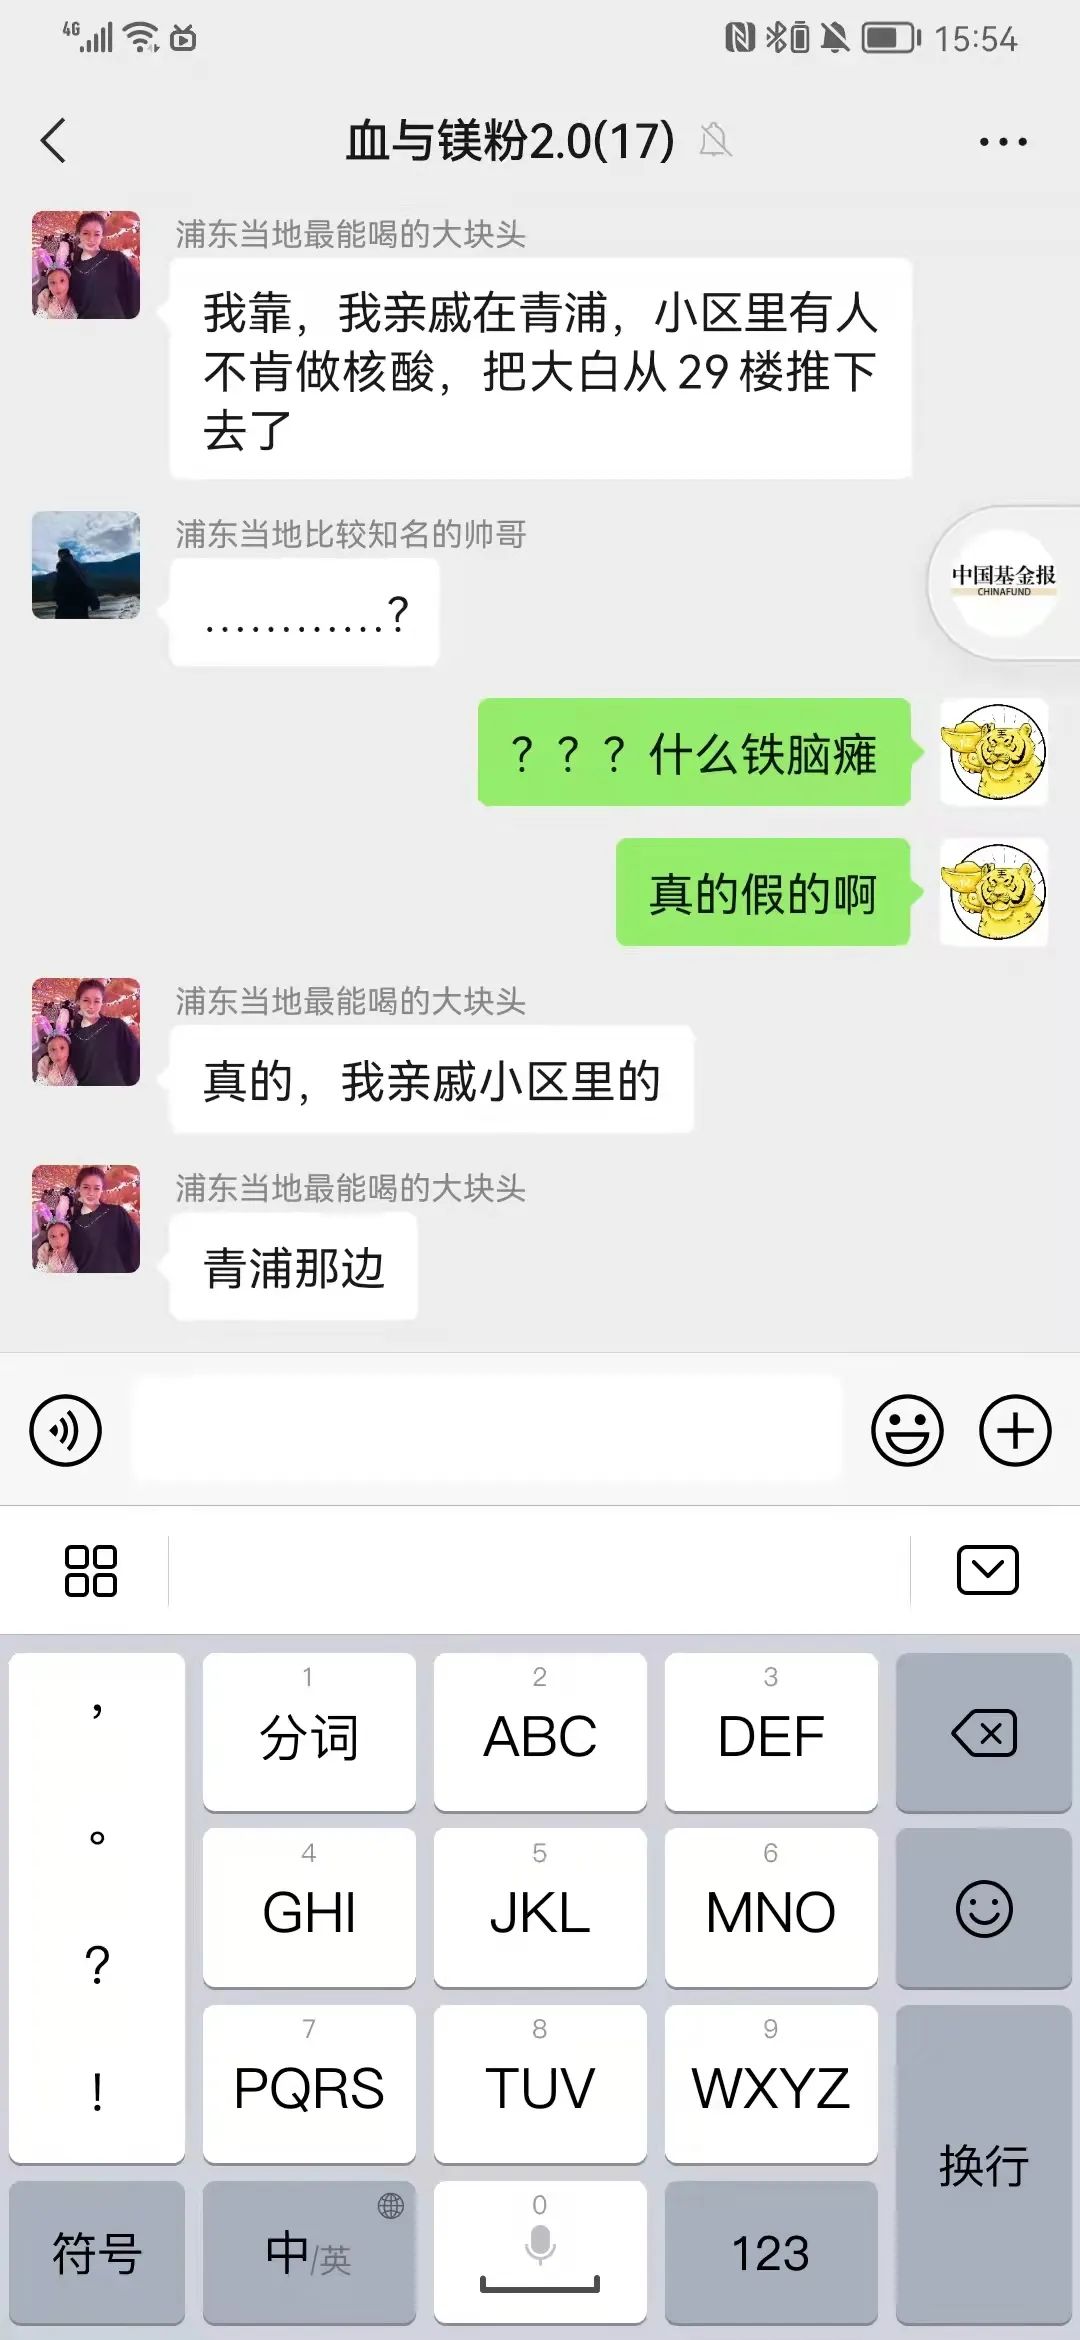 4G
15:54
血与镁粉2.0(17)
浦东当地最能喝的大块头
我靠，我亲戚在青浦，小区里有人
不肯做核酸，把大白从 29 楼推下
去了
浦东当地比较知名的帅哥
…………?
中国基金报
CHINAFUND
？？？什么铁脑瘫
真的假的啊
浦东当地最能喝的大块头
真的，我亲戚小区里的
浦东当地最能喝的大块头
青浦那边
，
。
?
!
1
分词
2
ABC
3
DEF
4
GHI
5
JKL
6
MNO
7
PQRS
8
TUV
9
WXYZ
换行
符号
中/英
0
123